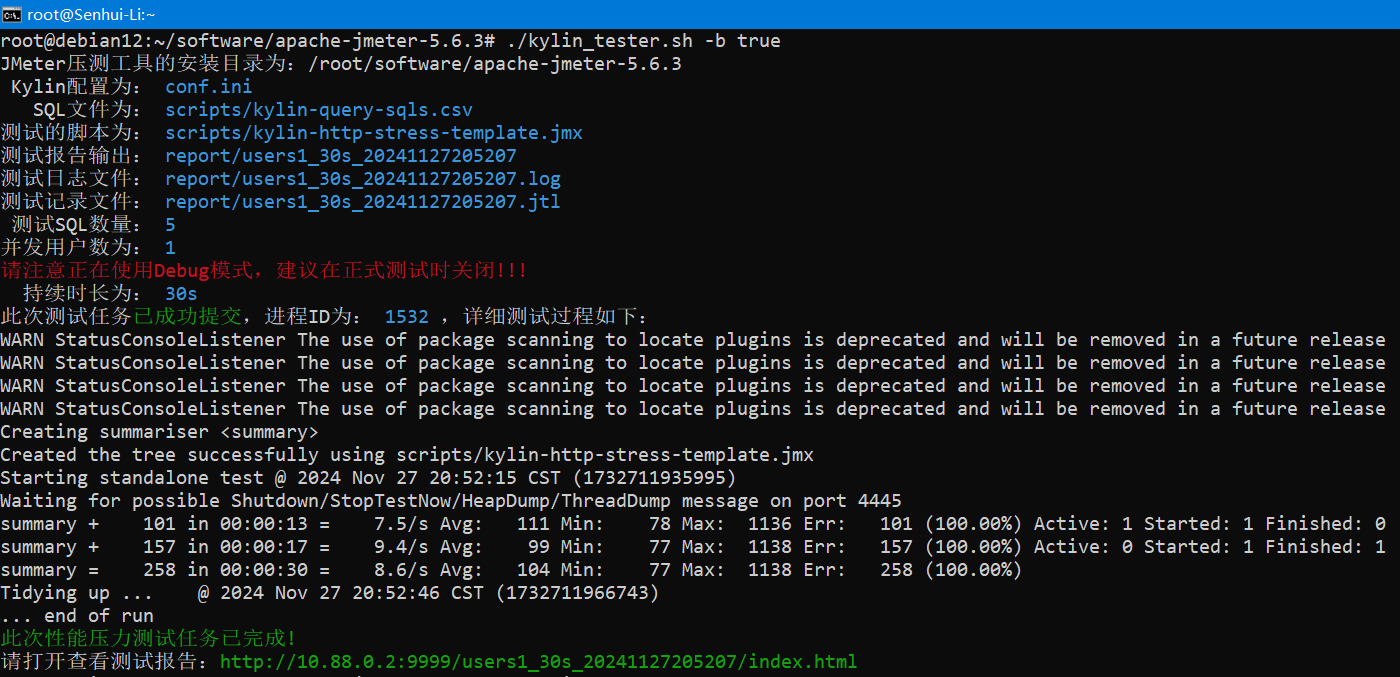 root@Senhui-Li:~
root@debian12:~/software/apache-jmeter-5.6.3# ./kylin_tester.sh -b true
JMeter压测工具的安装目录为：/root/software/apache-jmeter-5.6.3
Kylin配置为： conf.ini
SQL文件为： scripts/kylin-query-sqls.csv
测试的脚本为： scripts/kylin-http-stress-template.jmx
测试报告输出： report/users1_30s_20241127205207
测试日志文件： report/users1_30s_20241127205207.log
测试记录文件： report/users1_30s_20241127205207.jtl
测试SQL数量： 5
并发用户数为： 1
请注意正在使用Debug模式，建议在正式测试时关闭!!!
持续时长为： 30s
此次测试任务已成功提交，进程ID为： 1532 ，详细测试过程如下：
WARN StatusConsoleListener The use of package scanning to locate plugins is deprecated and will be removed in a future release
WARN StatusConsoleListener The use of package scanning to locate plugins is deprecated and will be removed in a future release
WARN StatusConsoleListener The use of package scanning to locate plugins is deprecated and will be removed in a future release
WARN StatusConsoleListener The use of package scanning to locate plugins is deprecated and will be removed in a future release
Creating summariser <summary>
Created the tree successfully using scripts/kylin-http-stress-template.jmx
Starting standalone test @ 2024 Nov 27 20:52:15 CST (1732711935995)
Waiting for possible Shutdown/StopTestNow/HeapDump/ThreadDump message on port 4445
summary +    101 in 00:00:13 =    7.5/s Avg:   111 Min:    78 Max:  1136 Err:   101 (100.00%) Active: 1 Started: 1 Finished: 0
summary +    157 in 00:00:17 =    9.4/s Avg:    99 Min:    77 Max:  1138 Err:   157 (100.00%) Active: 0 Started: 1 Finished: 1
summary =    258 in 00:00:30 =    8.6/s Avg:   104 Min:    77 Max:  1138 Err:   258 (100.00%)
Tidying up ...    @ 2024 Nov 27 20:52:46 CST (1732711966743)
... end of run
此次性能压力测试任务已完成!
请打开查看测试报告：http://10.88.0.2:9999/users1_30s_20241127205207/index.html